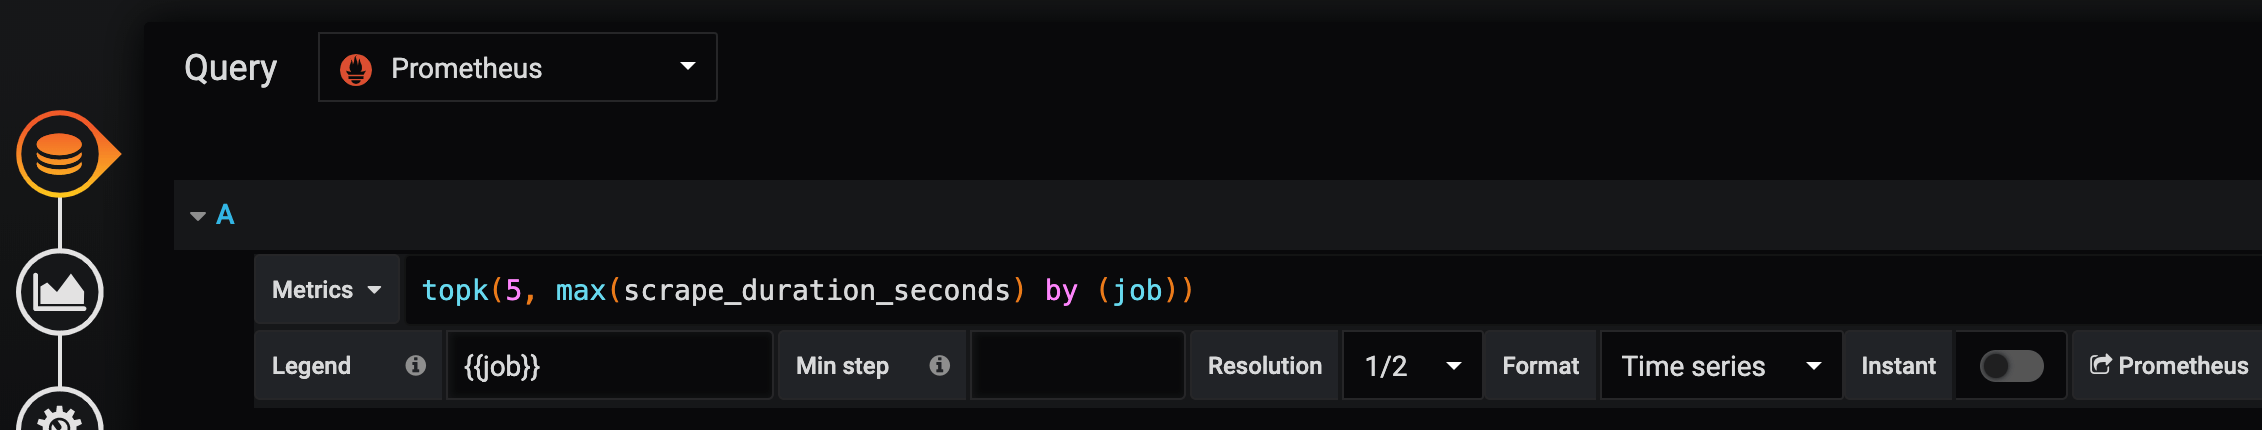 Query Prometheus
A
Metrics topk(5, max(scrape_duration_seconds) by (job))
Legend {{job}} Min step Resolution 1/2 Format Time series Instant Prometheus